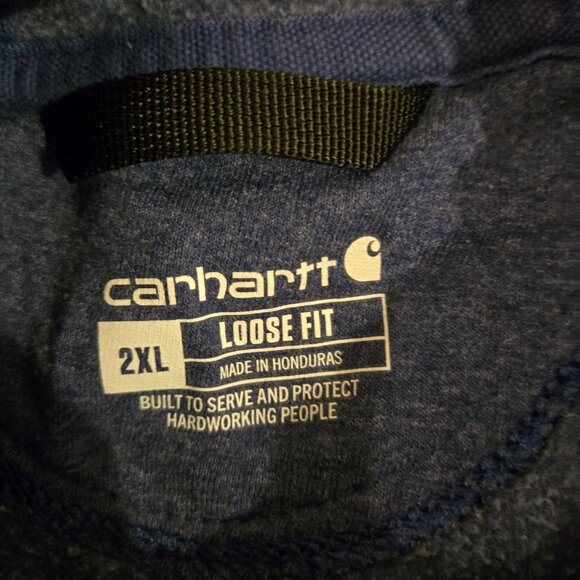 carhartt
2XL
LOOSE FIT
MADE IN HONDURAS
BUILT TO SERVE AND PROTECT
HARDWORKING PEOPLE